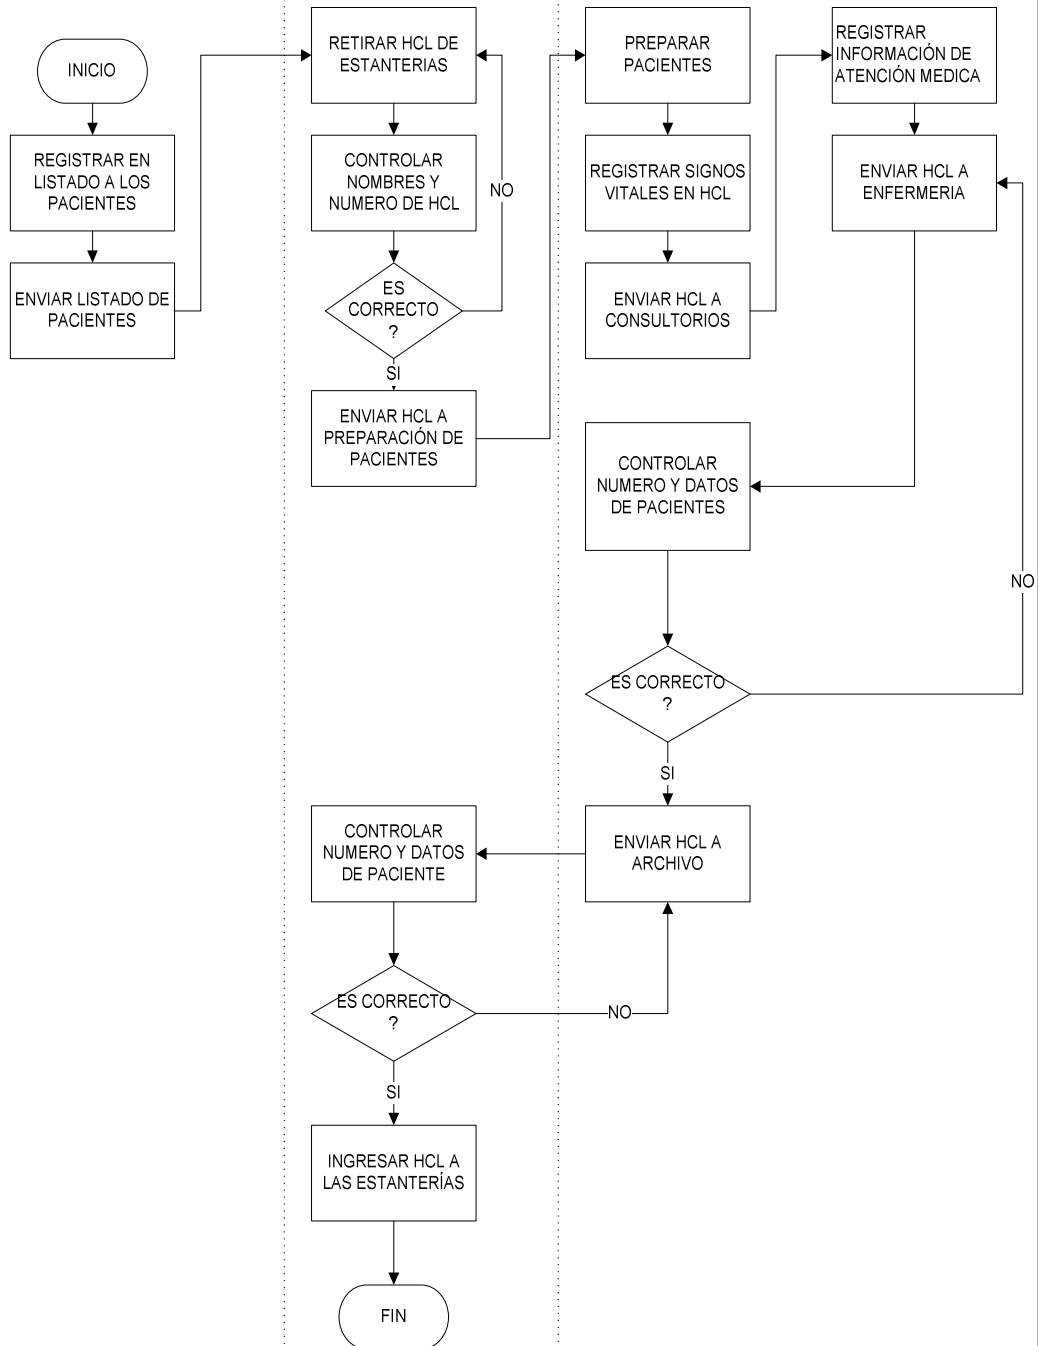 INICIO
REGISTRAR EN
LISTADO A LOS
PACIENTES
ENVIAR LISTADO DE
PACIENTES
RETIRAR HCL DE
ESTANTERIAS
CONTROLAR
NOMBRES Y
NUMERO DE HCL
NO
ES
CORRECTO
?
SI
ENVIAR HCL A
PREPARACIÓN DE
PACIENTES
PREPARAR
PACIENTES
REGISTRAR SIGNOS
VITALES EN HCL
ENVIAR HCL A
CONSULTORIOS
REGISTRAR
INFORMACIÓN DE
ATENCIÓN MEDICA
ENVIAR HCL A
ENFERMERIA
CONTROLAR
NUMERO Y DATOS
DE PACIENTES
NO
ES CORRECTO
?
SI
ENVIAR HCL A
ARCHIVO
CONTROLAR
NUMERO Y DATOS
DE PACIENTE
ES CORRECTO
?
NO
SI
INGRESAR HCL A
LAS ESTANTERÍAS
FIN